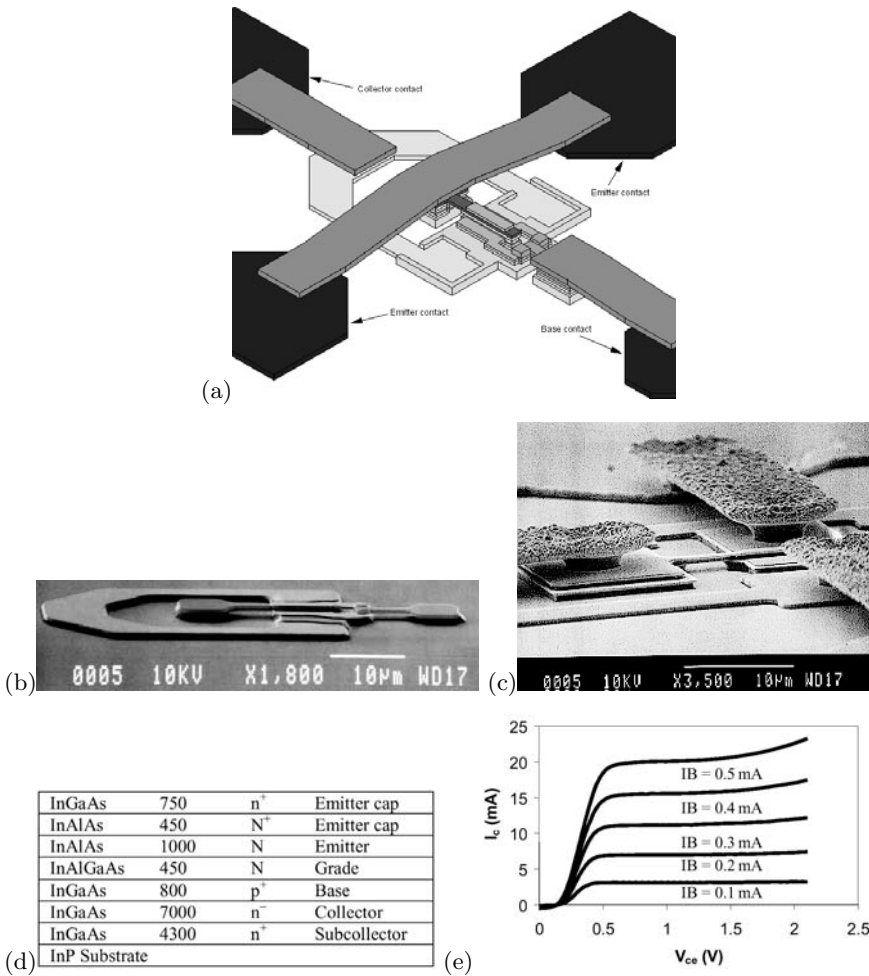 Collector contact
Emitter contact
Emitter contact
Base contact
(a)
(b)
0005 10KV X1,800 10µm WD17
(c)
0005 10KV X3,500 10µm WD17
(d)
InGaAs 750 n⁺ Emitter cap
InAlAs 450 N⁺ Emitter cap
InAlAs 1000 N Emitter
InAlGaAs 450 N Grade
InGaAs 800 p⁺ Base
InGaAs 7000 n⁻ Collector
InGaAs 4300 n⁺ Subcollector
InP Substrate
(e)
25
20
15
10
5
0
I_c (mA)
IB = 0.5 mA
IB = 0.4 mA
IB = 0.3 mA
IB = 0.2 mA
IB = 0.1 mA
0 0.5 1 1.5 2 2.5
V_ce (V)